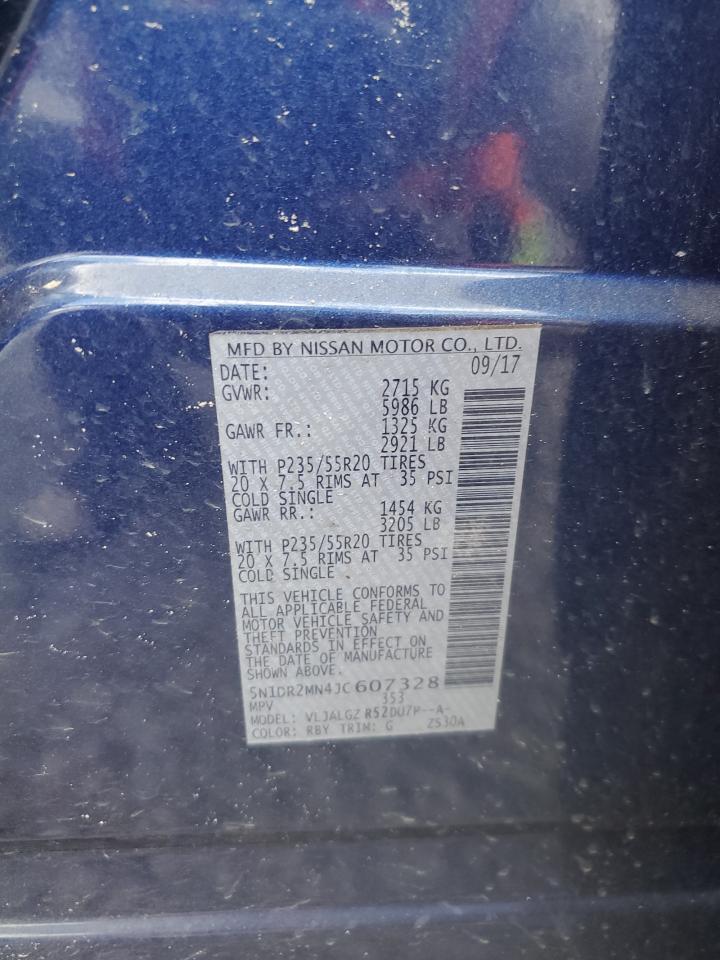 MFD BY NISSAN MOTOR CO., LTD.
DATE: 09/17
GVWR: 2715 KG
5986 LB
GAWR FR.: 1325 KG
2921 LB
WITH P235/55R20 TIRES
20 X 7.5 RIMS AT 35 PSI
COLD SINGLE
GAWR RR.: 1454 KG
3205 LB
WITH P235/55R20 TIRES
20 X 7.5 RIMS AT 35 PSI
COLD SINGLE
THIS VEHICLE CONFORMS TO
ALL APPLICABLE FEDERAL
MOTOR VEHICLE SAFETY AND
THEFT PREVENTION
STANDARDS IN EFFECT ON
THE DATE OF MANUFACTURE
SHOWN ABOVE.
5N1DR2MN4JC607328
MPV 353
MODEL: VLJALGZ R52DU7P--A-
COLOR: RBY TRIM: G Z530A